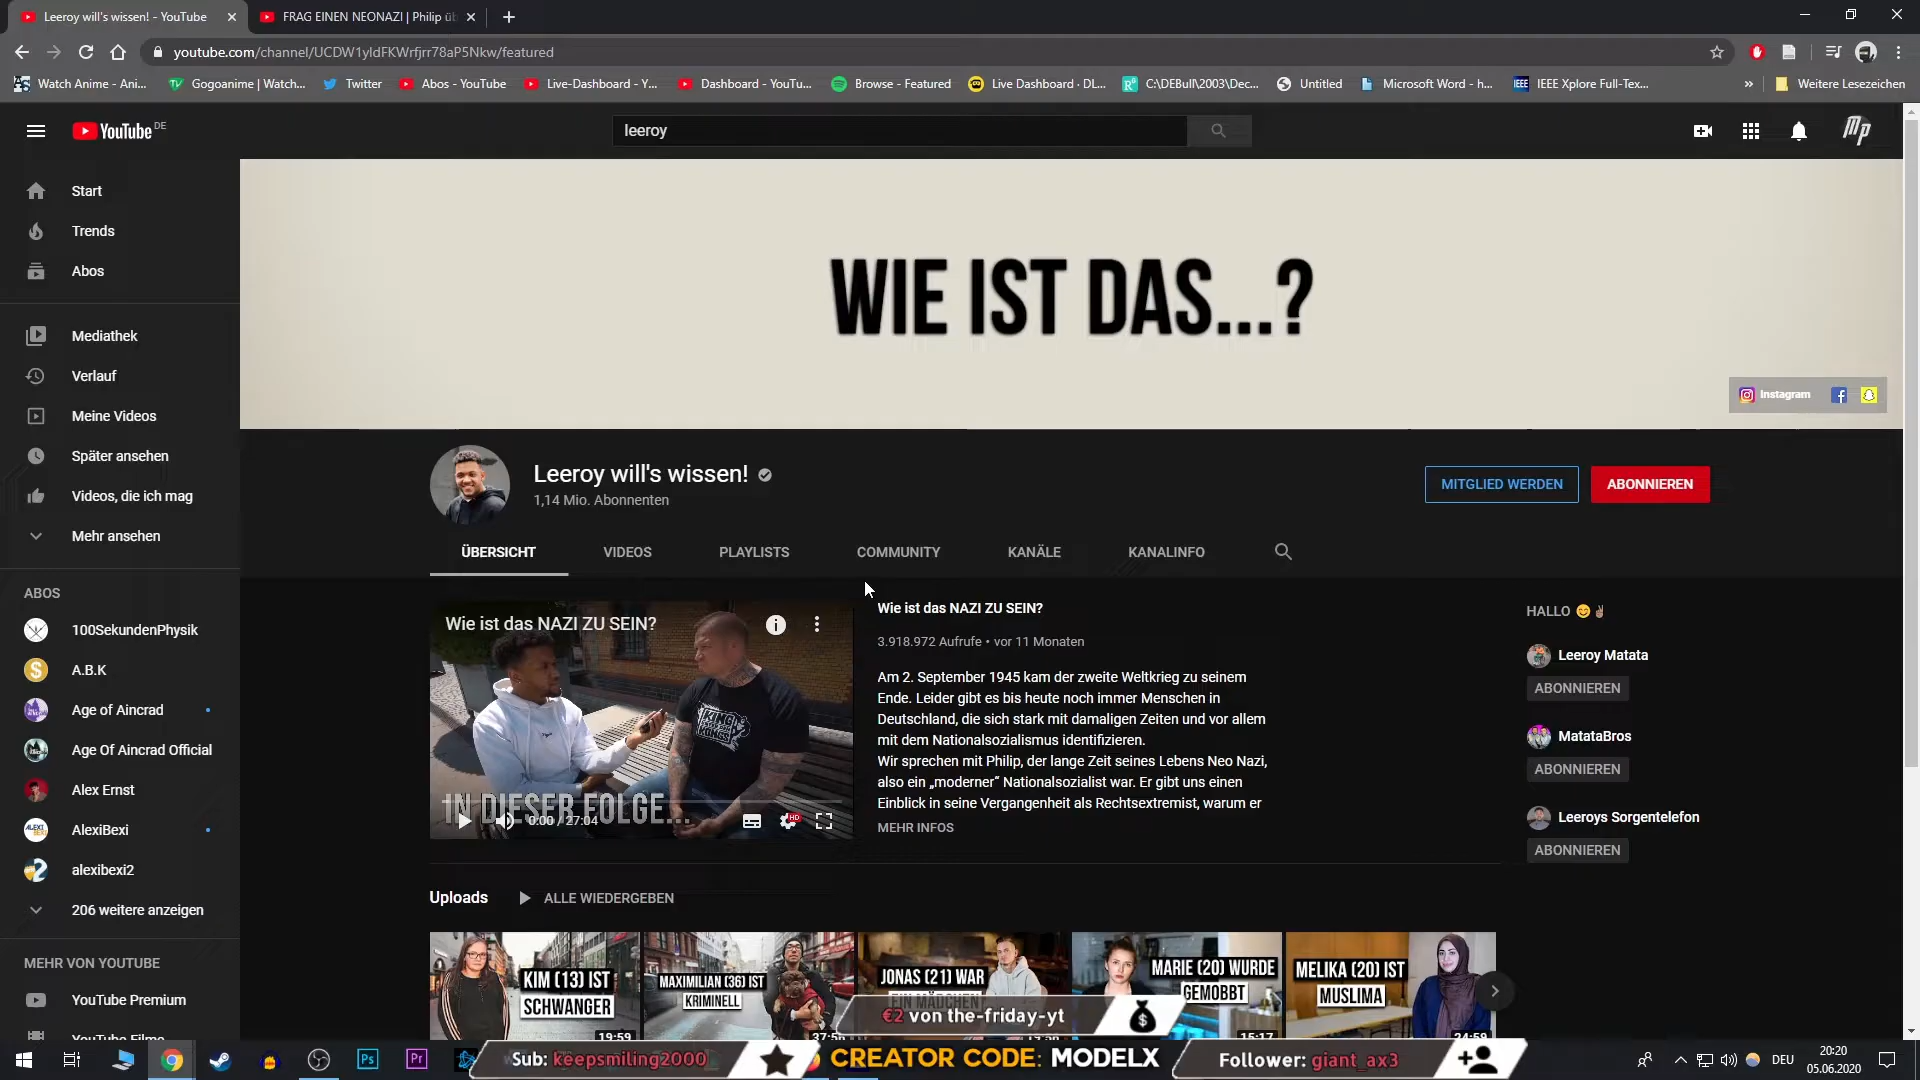 Leeroy will's wissen! - YouTube
FRAG EINEN NEONAZI | Philip üb
youtube.com/channel/UCDW1yldFKWrfjrr78aP5Nkw/featured
Watch Anime - Ani...
Gogoanime | Watch...
Twitter
Abos - YouTube
Live-Dashboard - Y...
Dashboard - YouTu...
Browse - Featured
Live Dashboard · DL...
C:\DEBull\2003\Dec...
Untitled
Microsoft Word - h...
IEEE Xplore Full-Tex...
»
Weitere Lesezeichen
YouTube DE
leeroy
Start
Trends
Abos
Mediathek
Verlauf
Meine Videos
Später ansehen
Videos, die ich mag
Mehr ansehen
ABOS
100SekundenPhysik
A.B.K
Age of Aincrad
Age Of Aincrad Official
Alex Ernst
AlexiBexi
alexibexi2
206 weitere anzeigen
MEHR VON YOUTUBE
YouTube Premium
YouTube Filme
WIE IST DAS...?
Instagram
Leeroy will's wissen!
1,14 Mio. Abonnenten
MITGLIED WERDEN
ABONNIEREN
ÜBERSICHT
VIDEOS
PLAYLISTS
COMMUNITY
KANÄLE
KANALINFO
Wie ist das NAZI ZU SEIN?
IN DIESER FOLGE...
0:00 / 27:04
HD
Wie ist das NAZI ZU SEIN?
3.918.972 Aufrufe • vor 11 Monaten
Am 2. September 1945 kam der zweite Weltkrieg zu seinem
Ende. Leider gibt es bis heute noch immer Menschen in
Deutschland, die sich stark mit damaligen Zeiten und vor allem
mit dem Nationalsozialismus identifizieren.
Wir sprechen mit Philip, der lange Zeit seines Lebens Neo Nazi,
also ein „moderner“ Nationalsozialist war. Er gibt uns einen
Einblick in seine Vergangenheit als Rechtsextremist, warum er
MEHR INFOS
HALLO 😊✌🏽
Leeroy Matata
ABONNIEREN
MatataBros
ABONNIEREN
Leeroys Sorgentelefon
ABONNIEREN
Uploads
ALLE WIEDERGEBEN
KIM (13) IST
SCHWANGER
19:59
MAXIMILIAN (36) IST
KRIMINELL
JONAS (21) WAR
EIN MÄDCHEN
MARIE (20) WURDE
GEMOBBT
15:17
MELIKA (20) IST
MUSLIMA
24:59
€2 von the-friday-yt
Sub: keepsmiling2000
CREATOR CODE: MODELX
Follower: giant_ax3
Ps
Pr
DEU
20:20
05.06.2020